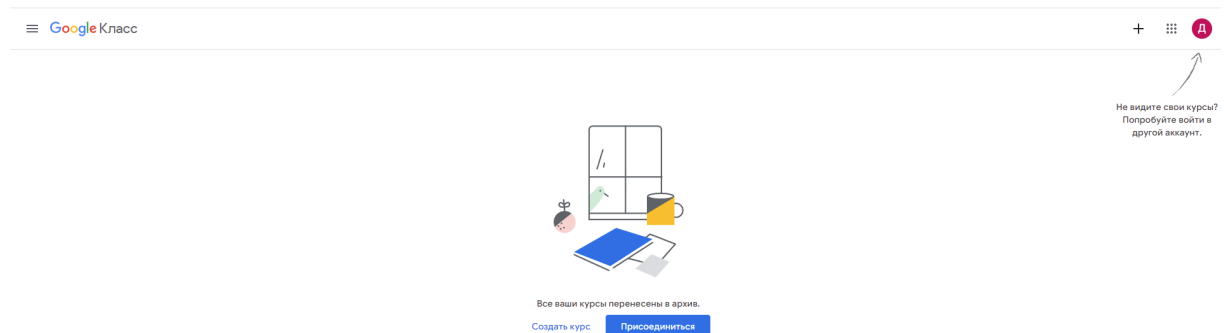 Google Класс
Д
Не видите свои курсы?
Попробуйте войти в
другой аккаунт.
Все ваши курсы перенесены в архив.
Создать курс
Присоединиться